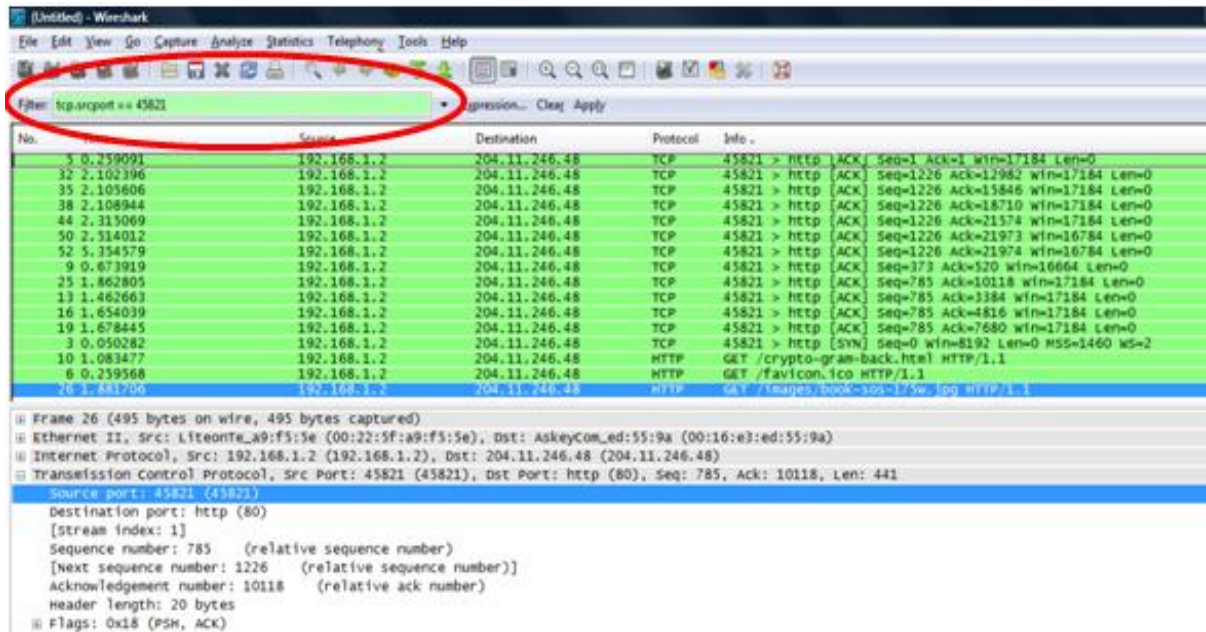 (Untitled) - Wireshark
File Edit View Go Capture Analyze Statistics Telephony Tools Help
Filter: tcp.srcport == 45821 Clear Apply
No. Source Destination Protocol Info
5 0.259091 192.168.1.2 204.11.246.48 TCP 45821 > http [ACK] Seq=1 Ack=1 Win=17184 Len=0
32 2.102396 192.168.1.2 204.11.246.48 TCP 45821 > http [ACK] Seq=1226 Ack=12982 Win=17184 Len=0
35 2.105606 192.168.1.2 204.11.246.48 TCP 45821 > http [ACK] Seq=1226 Ack=15846 Win=17184 Len=0
38 2.108944 192.168.1.2 204.11.246.48 TCP 45821 > http [ACK] Seq=1226 Ack=18710 Win=17184 Len=0
44 2.315069 192.168.1.2 204.11.246.48 TCP 45821 > http [ACK] Seq=1226 Ack=21574 Win=17184 Len=0
50 2.514012 192.168.1.2 204.11.246.48 TCP 45821 > http [ACK] Seq=1226 Ack=21973 Win=16784 Len=0
52 5.354579 192.168.1.2 204.11.246.48 TCP 45821 > http [ACK] Seq=1226 Ack=21974 Win=16784 Len=0
9 0.673919 192.168.1.2 204.11.246.48 TCP 45821 > http [ACK] Seq=373 Ack=520 Win=16664 Len=0
25 1.862805 192.168.1.2 204.11.246.48 TCP 45821 > http [ACK] Seq=785 Ack=10118 Win=17184 Len=0
13 1.462663 192.168.1.2 204.11.246.48 TCP 45821 > http [ACK] Seq=785 Ack=3384 Win=17184 Len=0
16 1.654039 192.168.1.2 204.11.246.48 TCP 45821 > http [ACK] Seq=785 Ack=4816 Win=17184 Len=0
19 1.678445 192.168.1.2 204.11.246.48 TCP 45821 > http [ACK] Seq=785 Ack=7680 Win=17184 Len=0
3 0.050282 192.168.1.2 204.11.246.48 TCP 45821 > http [SYN] Seq=0 Win=8192 Len=0 MSS=1460 WS=2
10 1.083477 192.168.1.2 204.11.246.48 HTTP GET /crypto-gram-back.html HTTP/1.1
6 0.259568 192.168.1.2 204.11.246.48 HTTP GET /favicon.ico HTTP/1.1
26 1.881706 192.168.1.2 204.11.246.48 HTTP GET /images/book-sos-175w.jpg HTTP/1.1
Frame 26 (495 bytes on wire, 495 bytes captured)
Ethernet II, Src: LiteonTe_a9:f5:5e (00:22:5f:a9:f5:5e), Dst: AskeyCom_ed:55:9a (00:16:e3:ed:55:9a)
Internet Protocol, Src: 192.168.1.2 (192.168.1.2), Dst: 204.11.246.48 (204.11.246.48)
Transmission Control Protocol, Src Port: 45821 (45821), Dst Port: http (80), Seq: 785, Ack: 10118, Len: 441
Source port: 45821 (45821)
Destination port: http (80)
[Stream index: 1]
Sequence number: 785 (relative sequence number)
[Next sequence number: 1226 (relative sequence number)]
Acknowledgement number: 10118 (relative ack number)
Header length: 20 bytes
Flags: 0x18 (PSH, ACK)